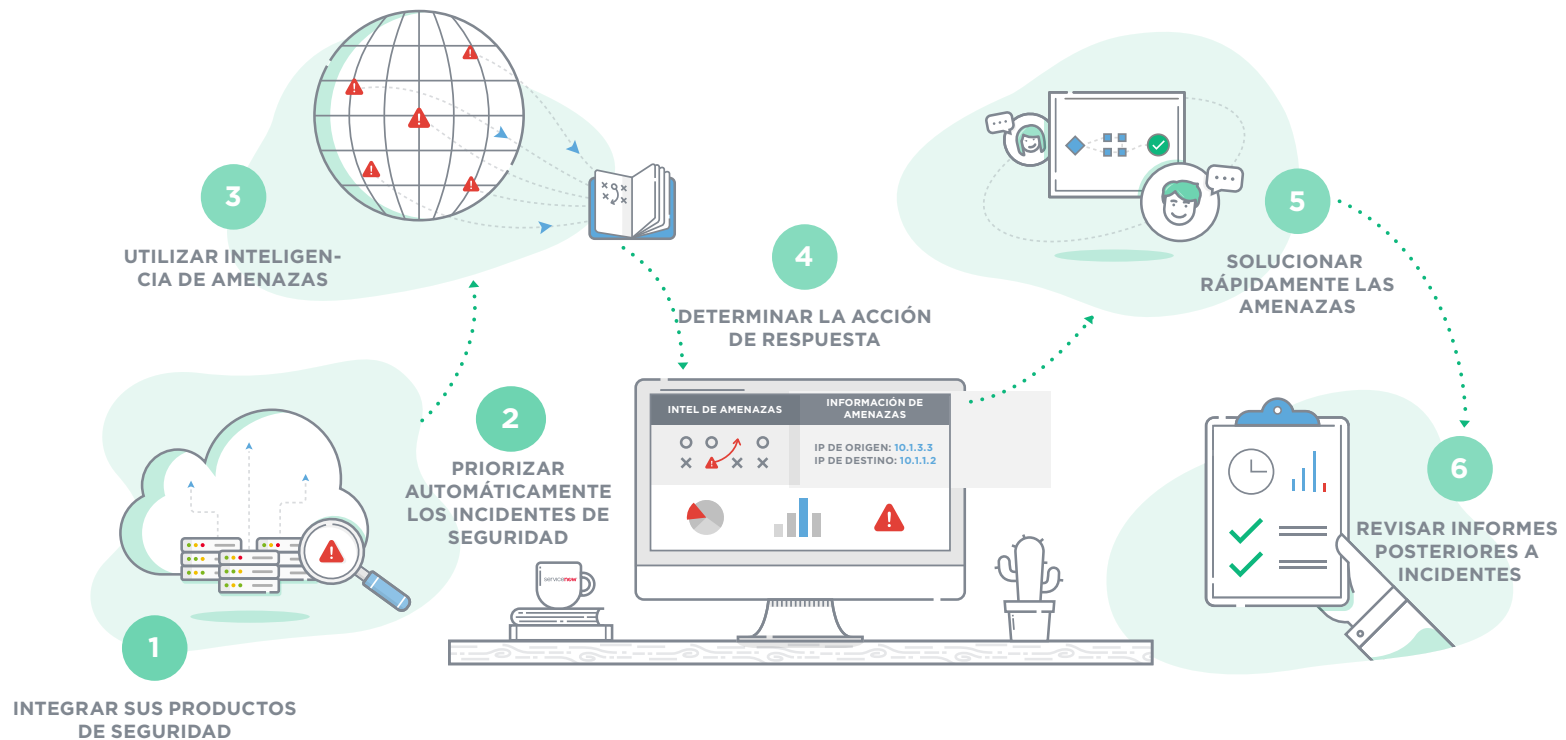 1
INTEGRAR SUS PRODUCTOS
DE SEGURIDAD
2
PRIORIZAR
AUTOMÁTICAMENTE
LOS INCIDENTES DE
SEGURIDAD
3
UTILIZAR INTELIGEN-
CIA DE AMENAZAS
4
DETERMINAR LA ACCIÓN
DE RESPUESTA
INTEL DE AMENAZAS
INFORMACIÓN DE
AMENAZAS
IP DE ORIGEN: 10.1.3.3
IP DE DESTINO: 10.1.1.2
servicenow
5
SOLUCIONAR
RÁPIDAMENTE LAS
AMENAZAS
6
REVISAR INFORMES
POSTERIORES A
INCIDENTES